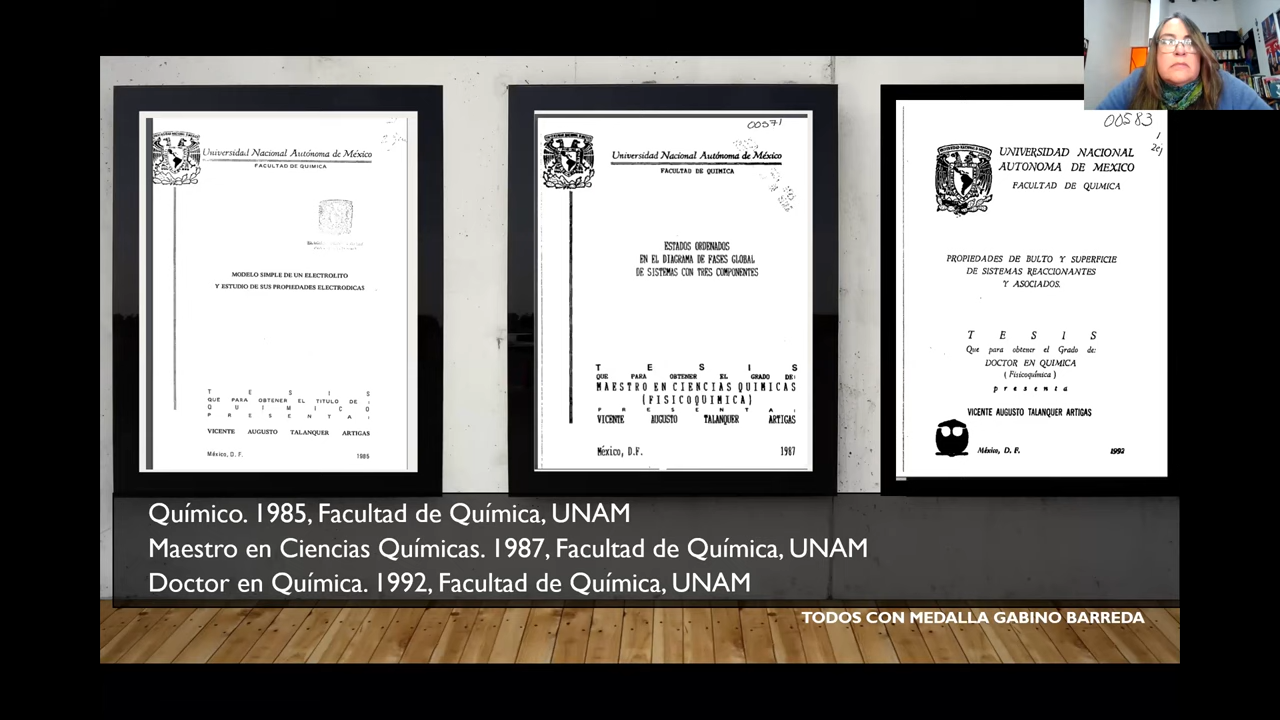 Universidad Nacional Autónoma de México
FACULTAD DE QUIMICA
MODELO SIMPLE DE UN ELECTROLITO
Y ESTUDIO DE SUS PROPIEDADES ELECTRODICAS
T E S I S
QUE PARA OBTENER EL TITULO DE:
Q U I M I C O
P R E S E N T A :
VICENTE AUGUSTO TALANQUER ARTIGAS
México, D. F. 1985
00571
Universidad Nacional Autónoma de México
FACULTAD DE QUIMICA
ESTADOS ORDENADOS
EN EL DIAGRAMA DE FASES GLOBAL
DE SISTEMAS CON TRES COMPONENTES
T E S I S
QUE PARA OBTENER EL GRADO DE:
MAESTRO EN CIENCIAS QUIMICAS
(FISICOQUIMICA)
P R E S E N T A :
VICENTE AUGUSTO TALANQUER ARTIGAS
México, D.F. 1987
00583
1
2ej
UNIVERSIDAD NACIONAL
AUTONOMA DE MEXICO
FACULTAD DE QUIMICA
PROPIEDADES DE BULTO Y SUPERFICIE
DE SISTEMAS REACCIONANTES
Y ASOCIADOS.
T E S I S
Que para obtener el Grado de:
DOCTOR EN QUIMICA
(Fisicoquímica)
p r e s e n t a
VICENTE AUGUSTO TALANQUER ARTIGAS
México, D. F. 1992
Químico. 1985, Facultad de Química, UNAM
Maestro en Ciencias Químicas. 1987, Facultad de Química, UNAM
Doctor en Química. 1992, Facultad de Química, UNAM
TODOS CON MEDALLA GABINO BARREDA